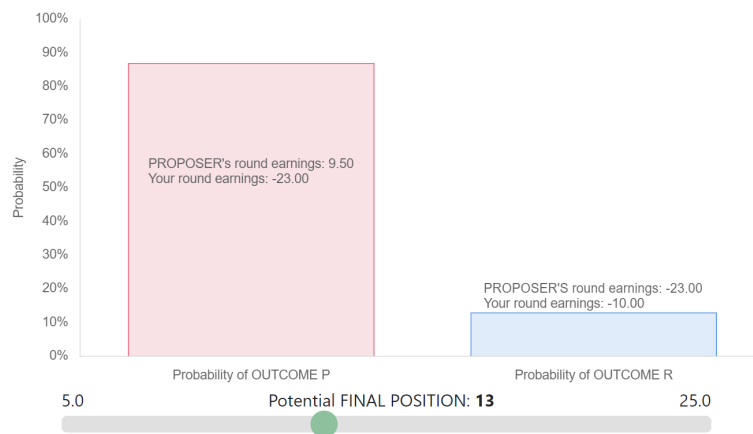 100%
90%
80%
70%
60%
50%
40%
30%
20%
10%
0%
Probability
PROPOSER's round earnings: 9.50
Your round earnings: -23.00
PROPOSER'S round earnings: -23.00
Your round earnings: -10.00
Probability of OUTCOME P
Probability of OUTCOME R
5.0 Potential FINAL POSITION: 13 25.0